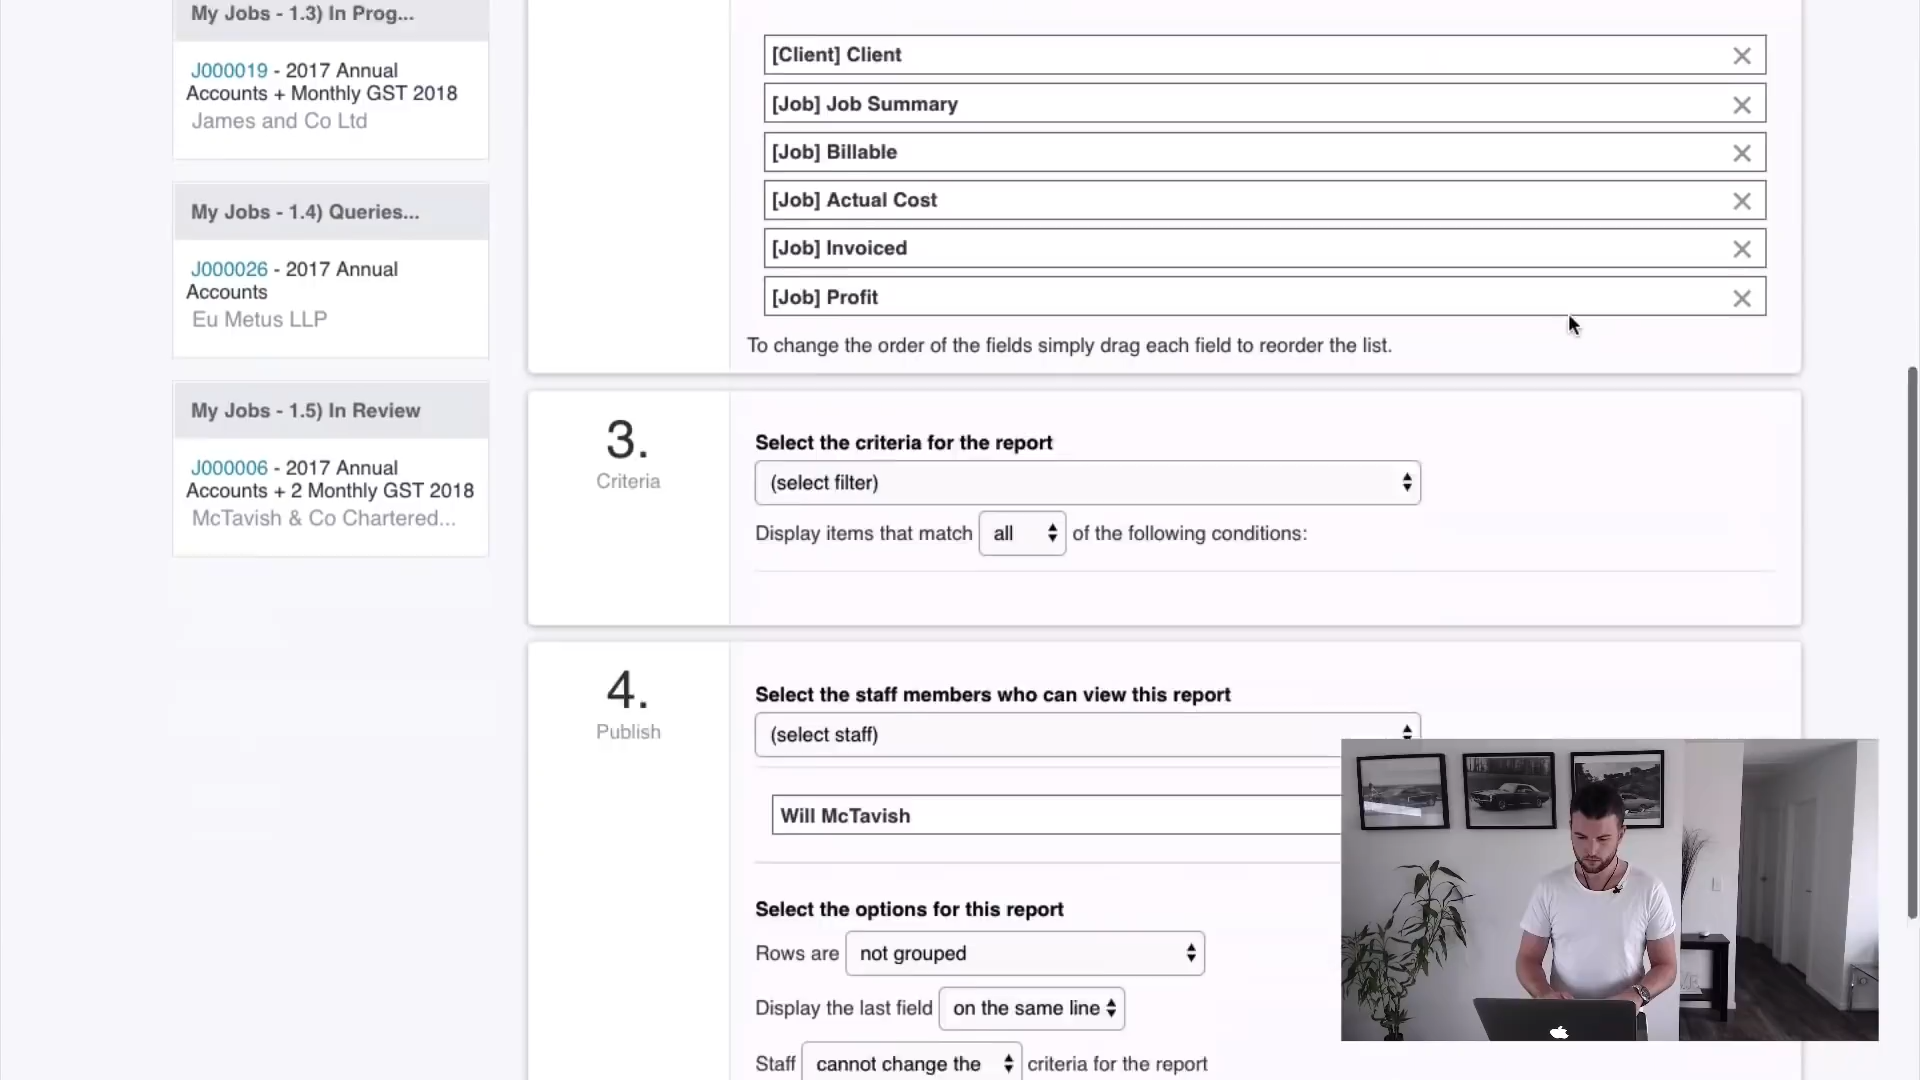 My Jobs - 1.3) In Prog...
J000019 - 2017 Annual
Accounts + Monthly GST 2018
James and Co Ltd
My Jobs - 1.4) Queries...
J000026 - 2017 Annual
Accounts
Eu Metus LLP
My Jobs - 1.5) In Review
J000006 - 2017 Annual
Accounts + 2 Monthly GST 2018
McTavish & Co Chartered...
[Client] Client
[Job] Job Summary
[Job] Billable
[Job] Actual Cost
[Job] Invoiced
[Job] Profit
To change the order of the fields simply drag each field to reorder the list.
3.
Criteria
Select the criteria for the report
(select filter)
Display items that match all of the following conditions:
4.
Publish
Select the staff members who can view this report
(select staff)
Will McTavish
Select the options for this report
Rows are not grouped
Display the last field on the same line
Staff cannot change the criteria for the report